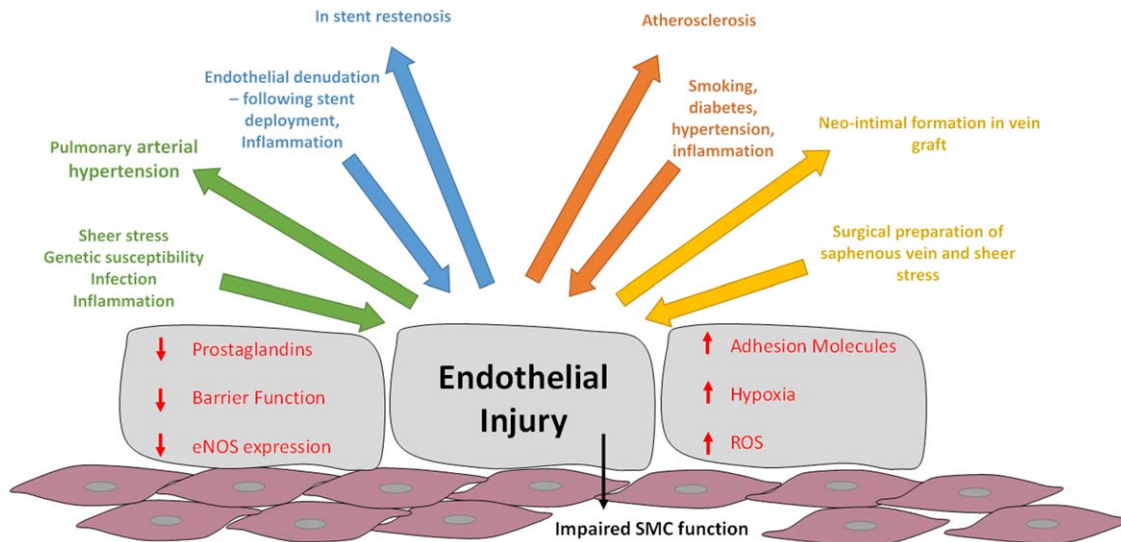 In stent restenosis
Atherosclerosis
Endothelial denudation
– following stent
deployment,
Inflammation
Smoking,
diabetes,
hypertension,
inflammation
Neo-intimal formation in vein
graft
Pulmonary arterial
hypertension
Sheer stress
Genetic susceptibility
Infection
Inflammation
Surgical preparation of
saphenous vein and sheer
stress
Prostaglandins
Barrier Function
eNOS expression
Endothelial
Injury
Adhesion Molecules
Hypoxia
ROS
Impaired SMC function